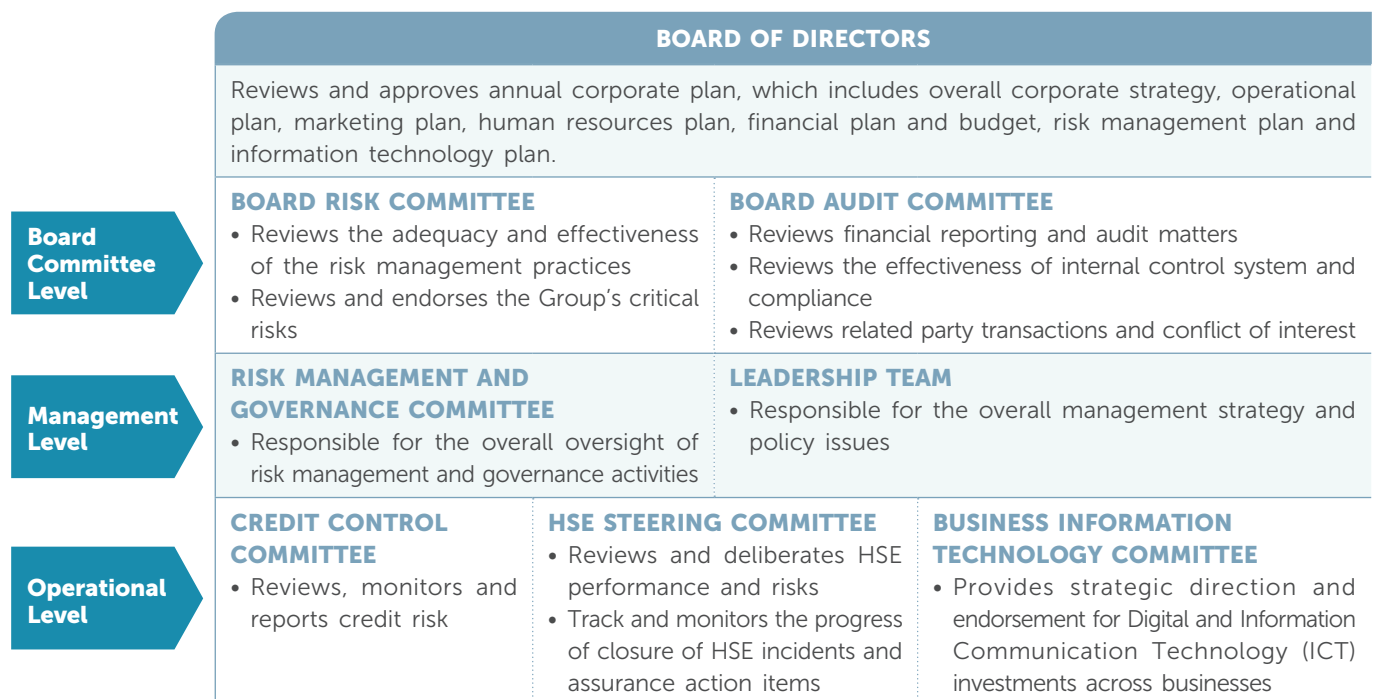 BOARD OF DIRECTORS
Reviews and approves annual corporate plan, which includes overall corporate strategy, operational
plan, marketing plan, human resources plan, financial plan and budget, risk management plan and
information technology plan.
Board
Committee
Level
BOARD RISK COMMITTEE
• Reviews the adequacy and effectiveness
of the risk management practices
• Reviews and endorses the Group's critical
risks
BOARD AUDIT COMMITTEE
• Reviews financial reporting and audit matters
• Reviews the effectiveness of internal control system and
compliance
• Reviews related party transactions and conflict of interest
Management
Level
RISK MANAGEMENT AND
GOVERNANCE COMMITTEE
• Responsible for the overall oversight of
risk management and governance activities
LEADERSHIP TEAM
• Responsible for the overall management strategy and
policy issues
Operational
Level
CREDIT CONTROL
COMMITTEE
• Reviews, monitors and
reports credit risk
HSE STEERING COMMITTEE
• Reviews and deliberates HSE
performance and risks
• Track and monitors the progress
of closure of HSE incidents and
assurance action items
BUSINESS INFORMATION
TECHNOLOGY COMMITTEE
• Provides strategic direction and
endorsement for Digital and Information
Communication Technology (ICT)
investments across businesses